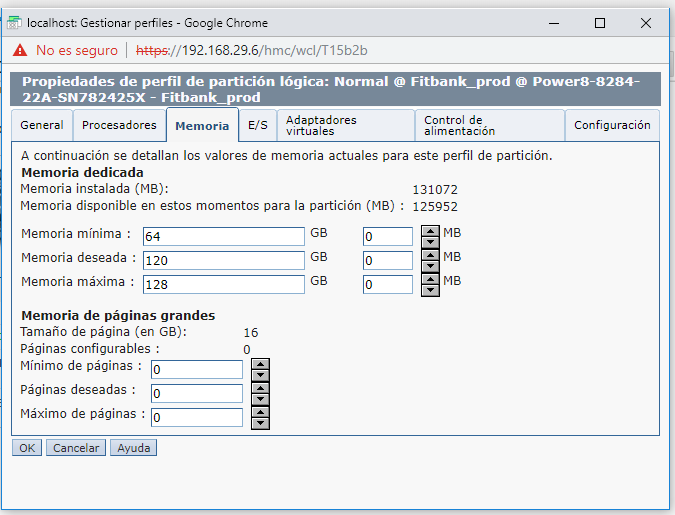 localhost: Gestionar perfiles - Google Chrome
No es seguro | https://192.168.29.6/hmc/wcl/T15b2b
Propiedades de perfil de partición lógica: Normal @ Fitbank_prod @ Power8-8284-
22A-SN782425X - Fitbank_prod
General Procesadores Memoria E/S Adaptadores virtuales Control de alimentación Configuración
A continuación se detallan los valores de memoria actuales para este perfil de partición.
Memoria dedicada
Memoria instalada (MB): 131072
Memoria disponible en estos momentos para la partición (MB) : 125952
Memoria mínima : 64 GB 0 MB
Memoria deseada : 120 GB 0 MB
Memoria máxima : 128 GB 0 MB
Memoria de páginas grandes
Tamaño de página (en GB): 16
Páginas configurables : 0
Mínimo de páginas : 0
Páginas deseadas : 0
Máximo de páginas : 0
OK Cancelar Ayuda